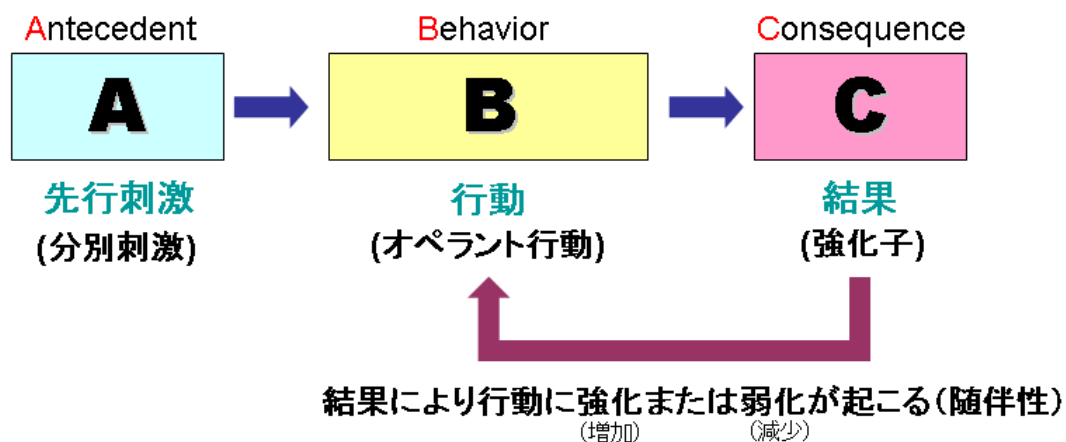 Antecedent
Behavior
Consequence
A
B
C
先行刺激
行動
結果
(分別刺激)
(オペラント行動)
(強化子)
結果により行動に強化または弱化が起こる(随伴性)
(増加)
(減少)